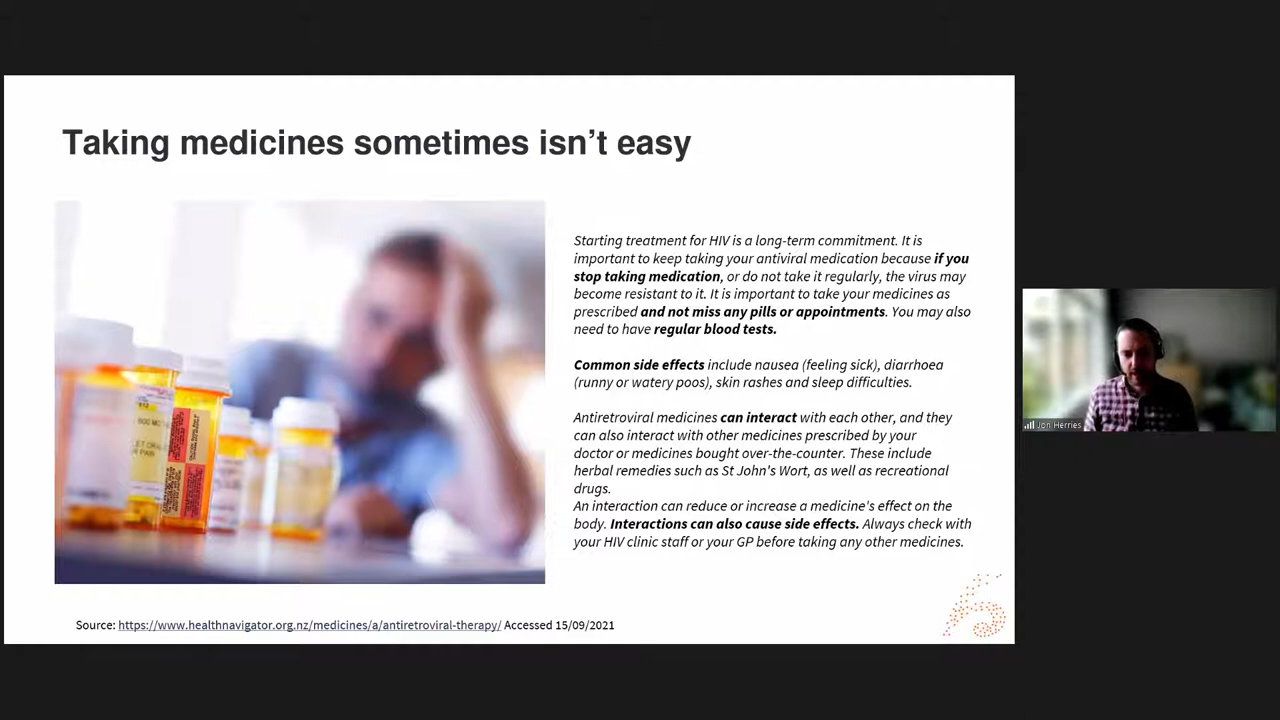 Taking medicines sometimes isn’t easy
Starting treatment for HIV is a long-term commitment. It is
important to keep taking your antiviral medication because if you
stop taking medication, or do not take it regularly, the virus may
become resistant to it. It is important to take your medicines as
prescribed and not miss any pills or appointments. You may also
need to have regular blood tests.
Common side effects include nausea (feeling sick), diarrhoea
(runny or watery poos), skin rashes and sleep difficulties.
Antiretroviral medicines can interact with each other, and they
can also interact with other medicines prescribed by your
doctor or medicines bought over-the-counter. These include
herbal remedies such as St John's Wort, as well as recreational
drugs.
An interaction can reduce or increase a medicine's effect on the
body. Interactions can also cause side effects. Always check with
your HIV clinic staff or your GP before taking any other medicines.
Source: https://www.healthnavigator.org.nz/medicines/a/antiretroviral-therapy/ Accessed 15/09/2021
Jon Herries